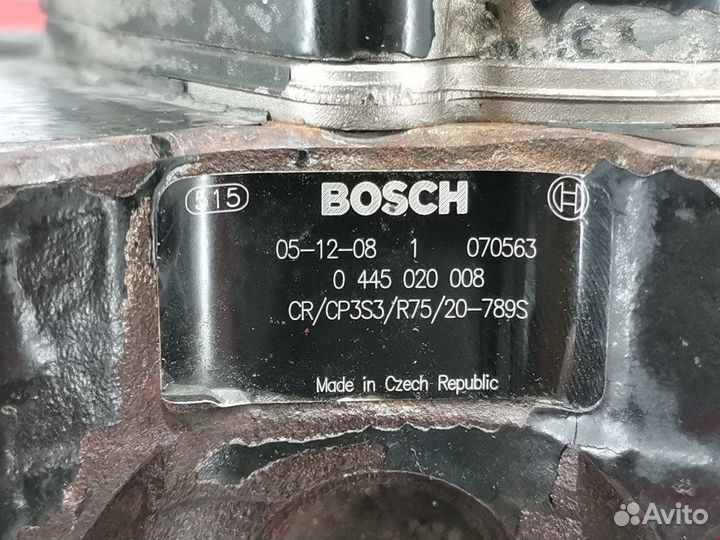 515 BOSCH
05-12-08 1 070563
0 445 020 008
CR/CP3S3/R75/20-789S
Made in Czech Republic
Avito